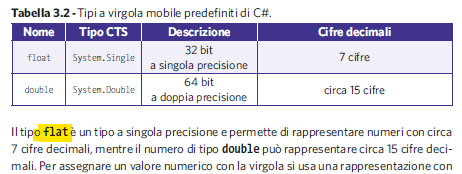 Tabella 3.2 - Tipi a virgola mobile predefiniti di C#.
Nome Tipo CTS Descrizione Cifre decimali
float System.Single 32 bit a singola precisione 7 cifre
double System.Double 64 bit a doppia precisione circa 15 cifre
Il tipo flat è un tipo a singola precisione e permette di rappresentare numeri con circa
7 cifre decimali, mentre il numero di tipo double può rappresentare circa 15 cifre deci-
mali. Per assegnare un valore numerico con la virgola si usa una rappresentazione con